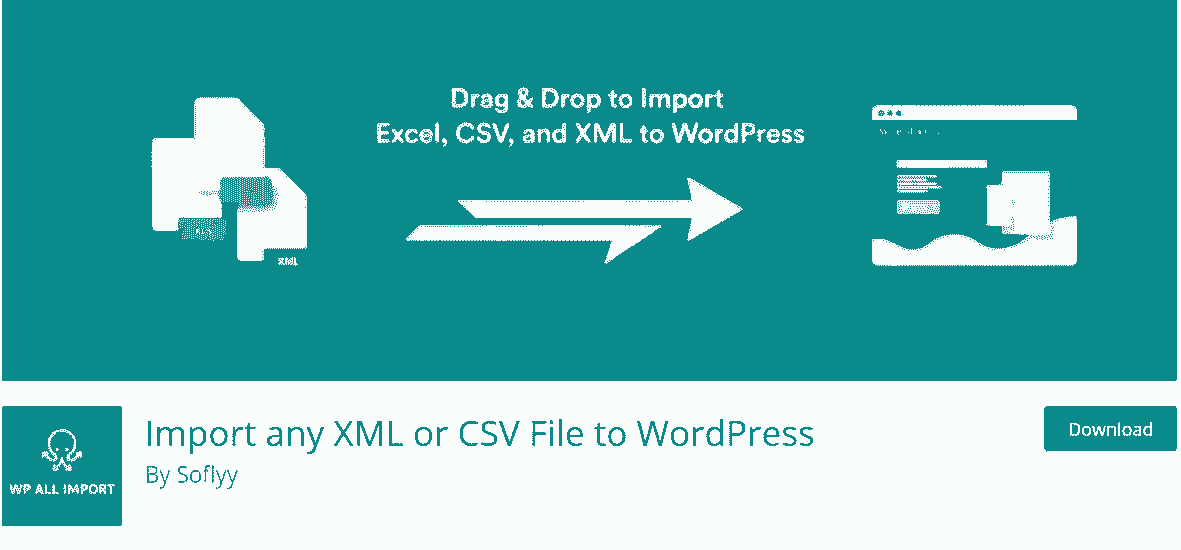 Drag & Drop to Import
Excel, CSV, and XML to WordPress
XML
Import any XML or CSV File to WordPress
Download
By Soflyy
WP ALL IMPORT